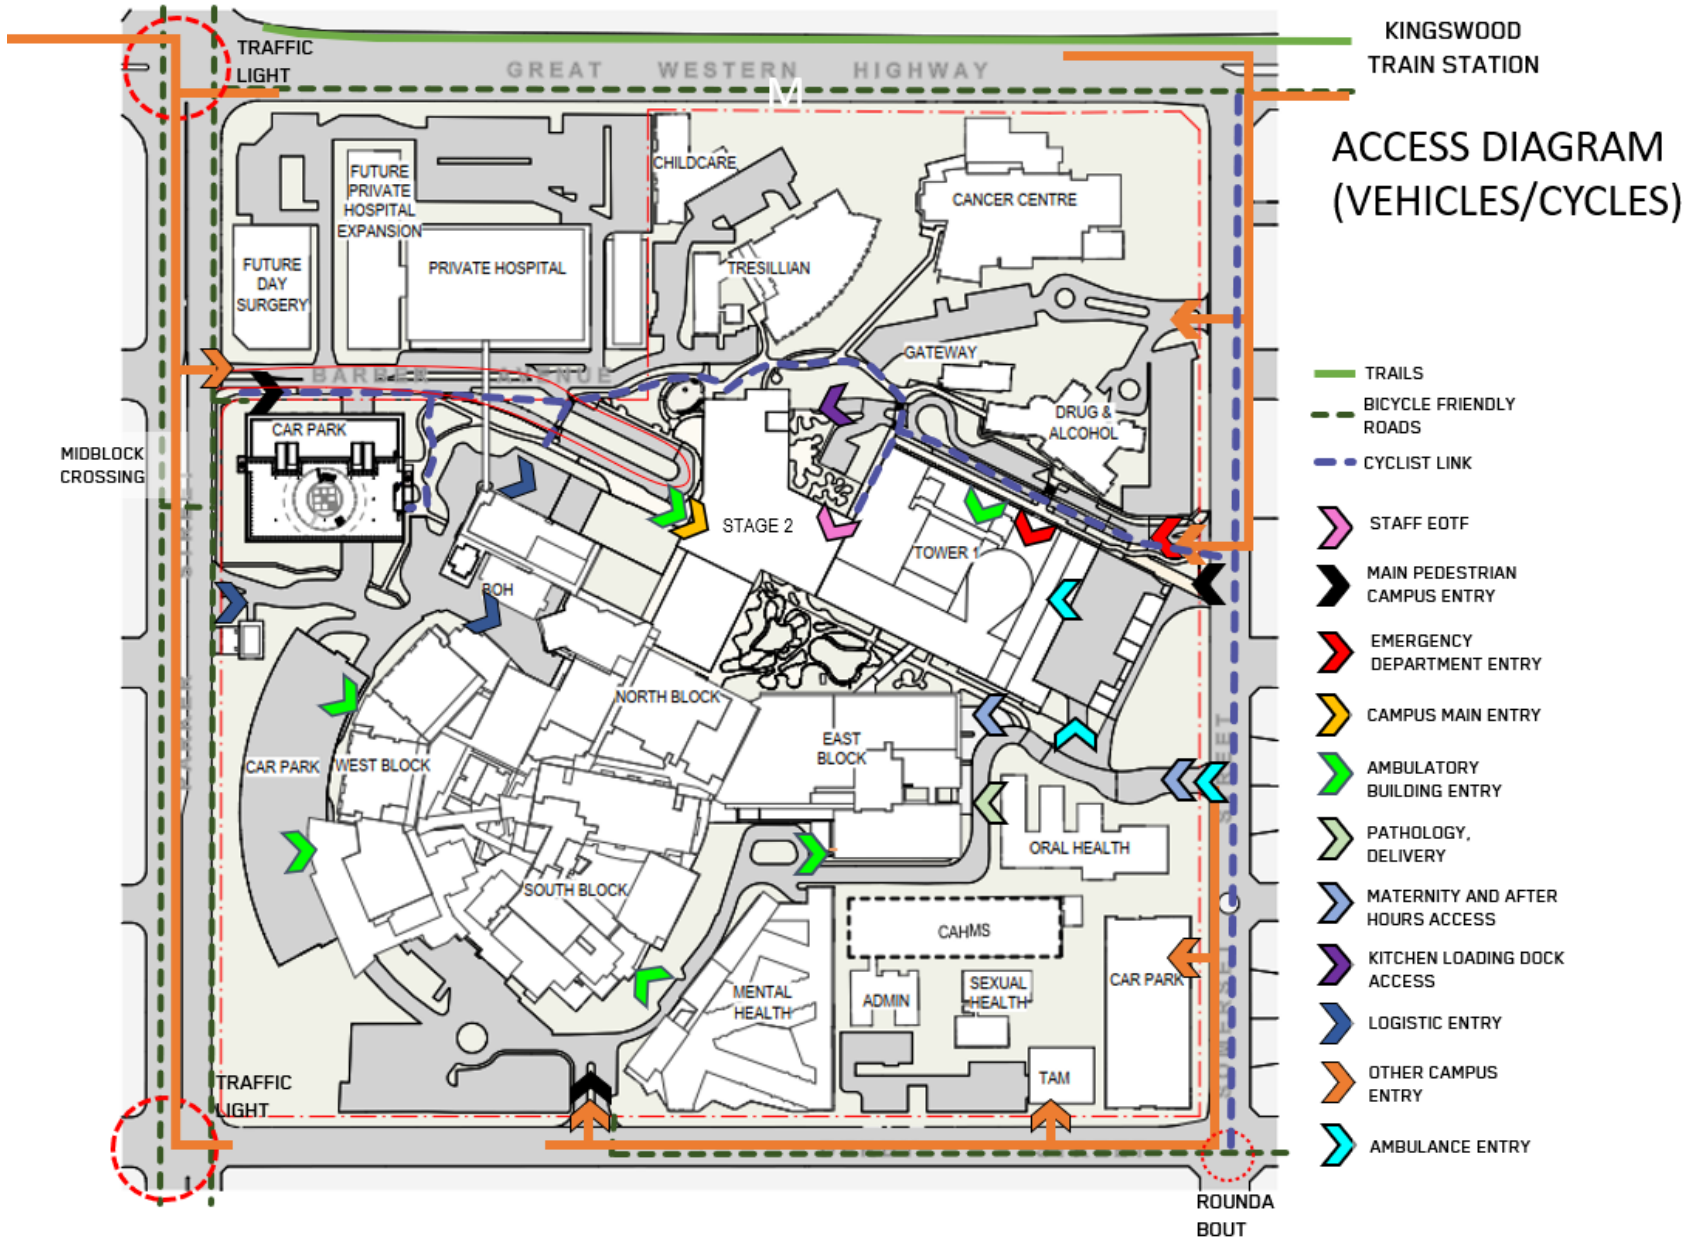 KINGSWOOD
TRAIN STATION
TRAFFIC
LIGHT
GREAT WESTERN HIGHWAY
M
ACCESS DIAGRAM
(VEHICLES/CYCLES)
CHILDCARE
FUTURE
PRIVATE
HOSPITAL
EXPANSION
CANCER CENTRE
FUTURE
DAY
SURGERY
PRIVATE HOSPITAL
TRESILLIAN
GATEWAY
BARBER AVENUE
DRUG &
ALCOHOL
CAR PARK
MIDBLOCK
CROSSING
STAGE 2
TOWER 1
BOH
NORTH BLOCK
EAST
BLOCK
CAR PARK
WEST BLOCK
ORAL HEALTH
SOUTH BLOCK
CAHMS
MENTAL
HEALTH
ADMIN
SEXUAL
HEALTH
CAR PARK
TAM
TRAFFIC
LIGHT
STREET
SOMERSET
ROUNDA
BOUT
TRAILS
BICYCLE FRIENDLY
ROADS
CYCLIST LINK
STAFF EOTF
MAIN PEDESTRIAN
CAMPUS ENTRY
EMERGENCY
DEPARTMENT ENTRY
CAMPUS MAIN ENTRY
AMBULATORY
BUILDING ENTRY
PATHOLOGY,
DELIVERY
MATERNITY AND AFTER
HOURS ACCESS
KITCHEN LOADING DOCK
ACCESS
LOGISTIC ENTRY
OTHER CAMPUS
ENTRY
AMBULANCE ENTRY